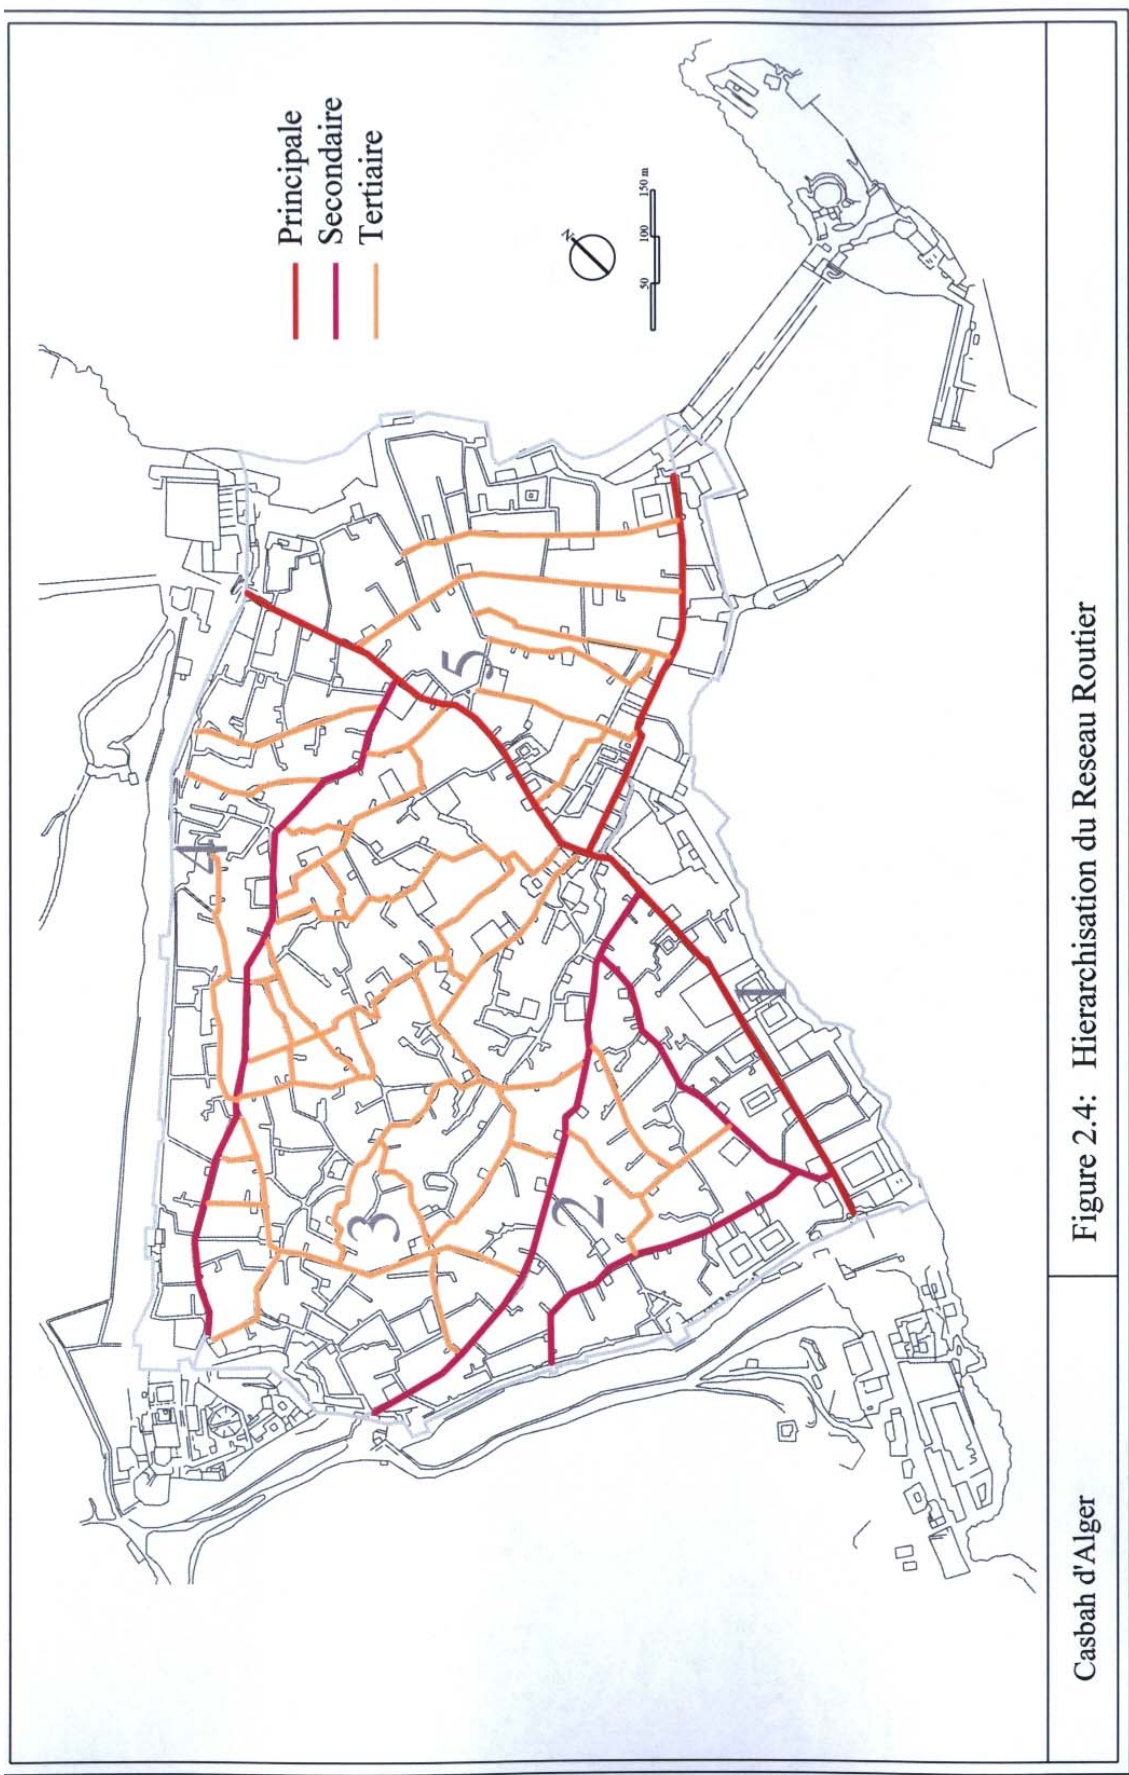 Principale
Secondaire
Tertiaire
N
50 100 150 m
1
2
3
4
5
Casbah d'Alger
Figure 2.4: Hierarchisation du Reseau Routier